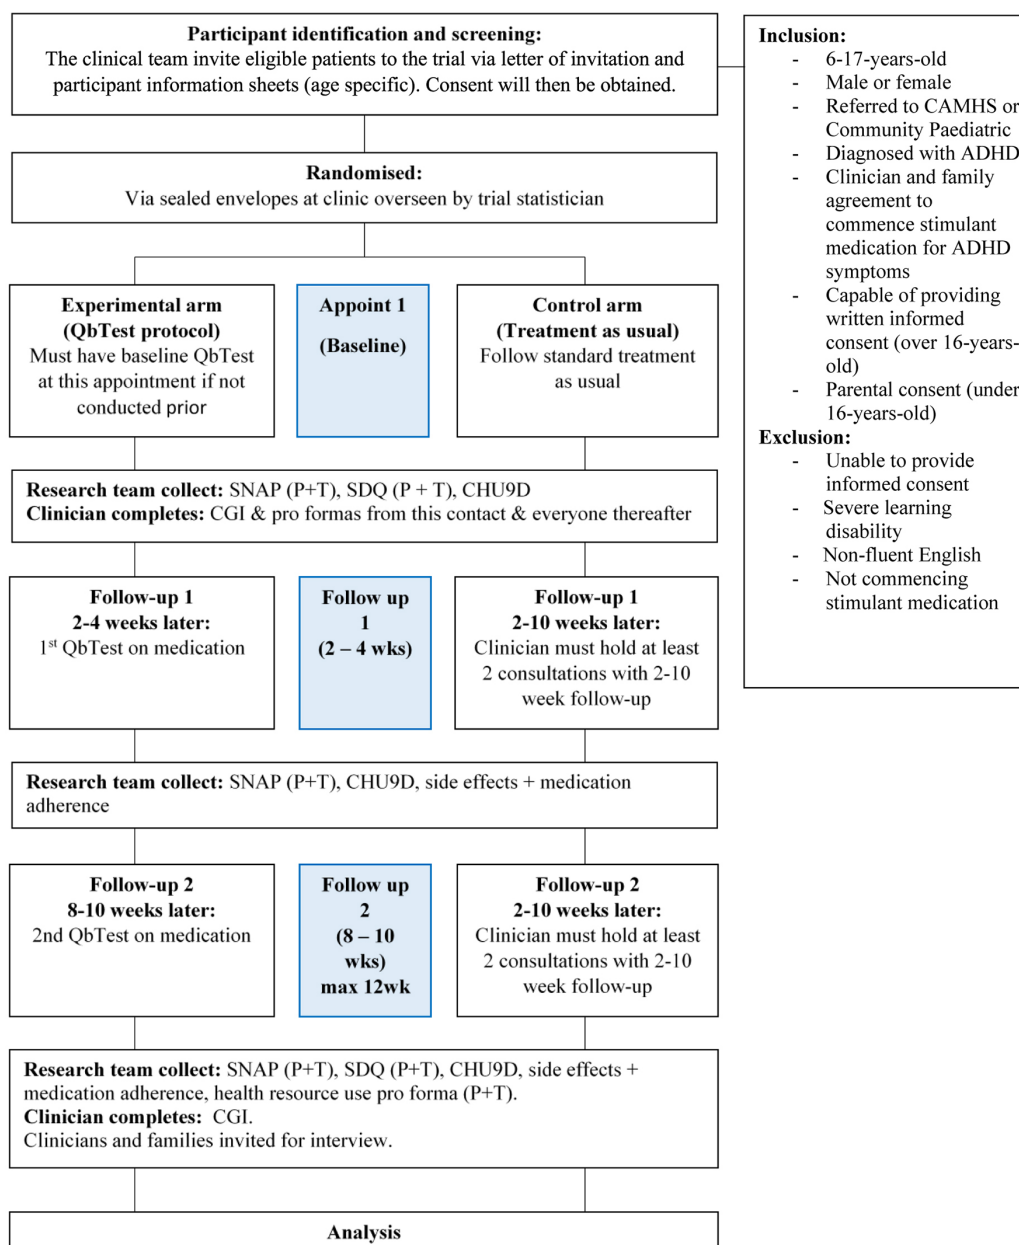 Participant identification and screening:
The clinical team invite eligible patients to the trial via letter of invitation and
participant information sheets (age specific). Consent will then be obtained.
Inclusion:
- 6-17-years-old
- Male or female
- Referred to CAMHS or
Community Paediatric
- Diagnosed with ADHD
- Clinician and family
agreement to
commence stimulant
medication for ADHD
symptoms
- Capable of providing
written informed
consent (over 16-years-
old)
- Parental consent (under
16-years-old)
Exclusion:
- Unable to provide
informed consent
- Severe learning
disability
- Non-fluent English
- Not commencing
stimulant medication
Randomised:
Via sealed envelopes at clinic overseen by trial statistician
Experimental arm
(QbTest protocol)
Must have baseline QbTest
at this appointment if not
conducted prior
Appoint 1
(Baseline)
Control arm
(Treatment as usual)
Follow standard treatment
as usual
Research team collect: SNAP (P+T), SDQ (P + T), CHU9D
Clinician completes: CGI & pro formas from this contact & everyone thereafter
Follow-up 1
2-4 weeks later:
1st QbTest on medication
Follow up
1
(2 – 4 wks)
Follow-up 1
2-10 weeks later:
Clinician must hold at least
2 consultations with 2-10
week follow-up
Research team collect: SNAP (P+T), CHU9D, side effects + medication
adherence
Follow-up 2
8-10 weeks later:
2nd QbTest on medication
Follow up
2
(8 – 10
wks)
max 12wk
Follow-up 2
2-10 weeks later:
Clinician must hold at least
2 consultations with 2-10
week follow-up
Research team collect: SNAP (P+T), SDQ (P+T), CHU9D, side effects +
medication adherence, health resource use pro forma (P+T).
Clinician completes: CGI.
Clinicians and families invited for interview.
Analysis